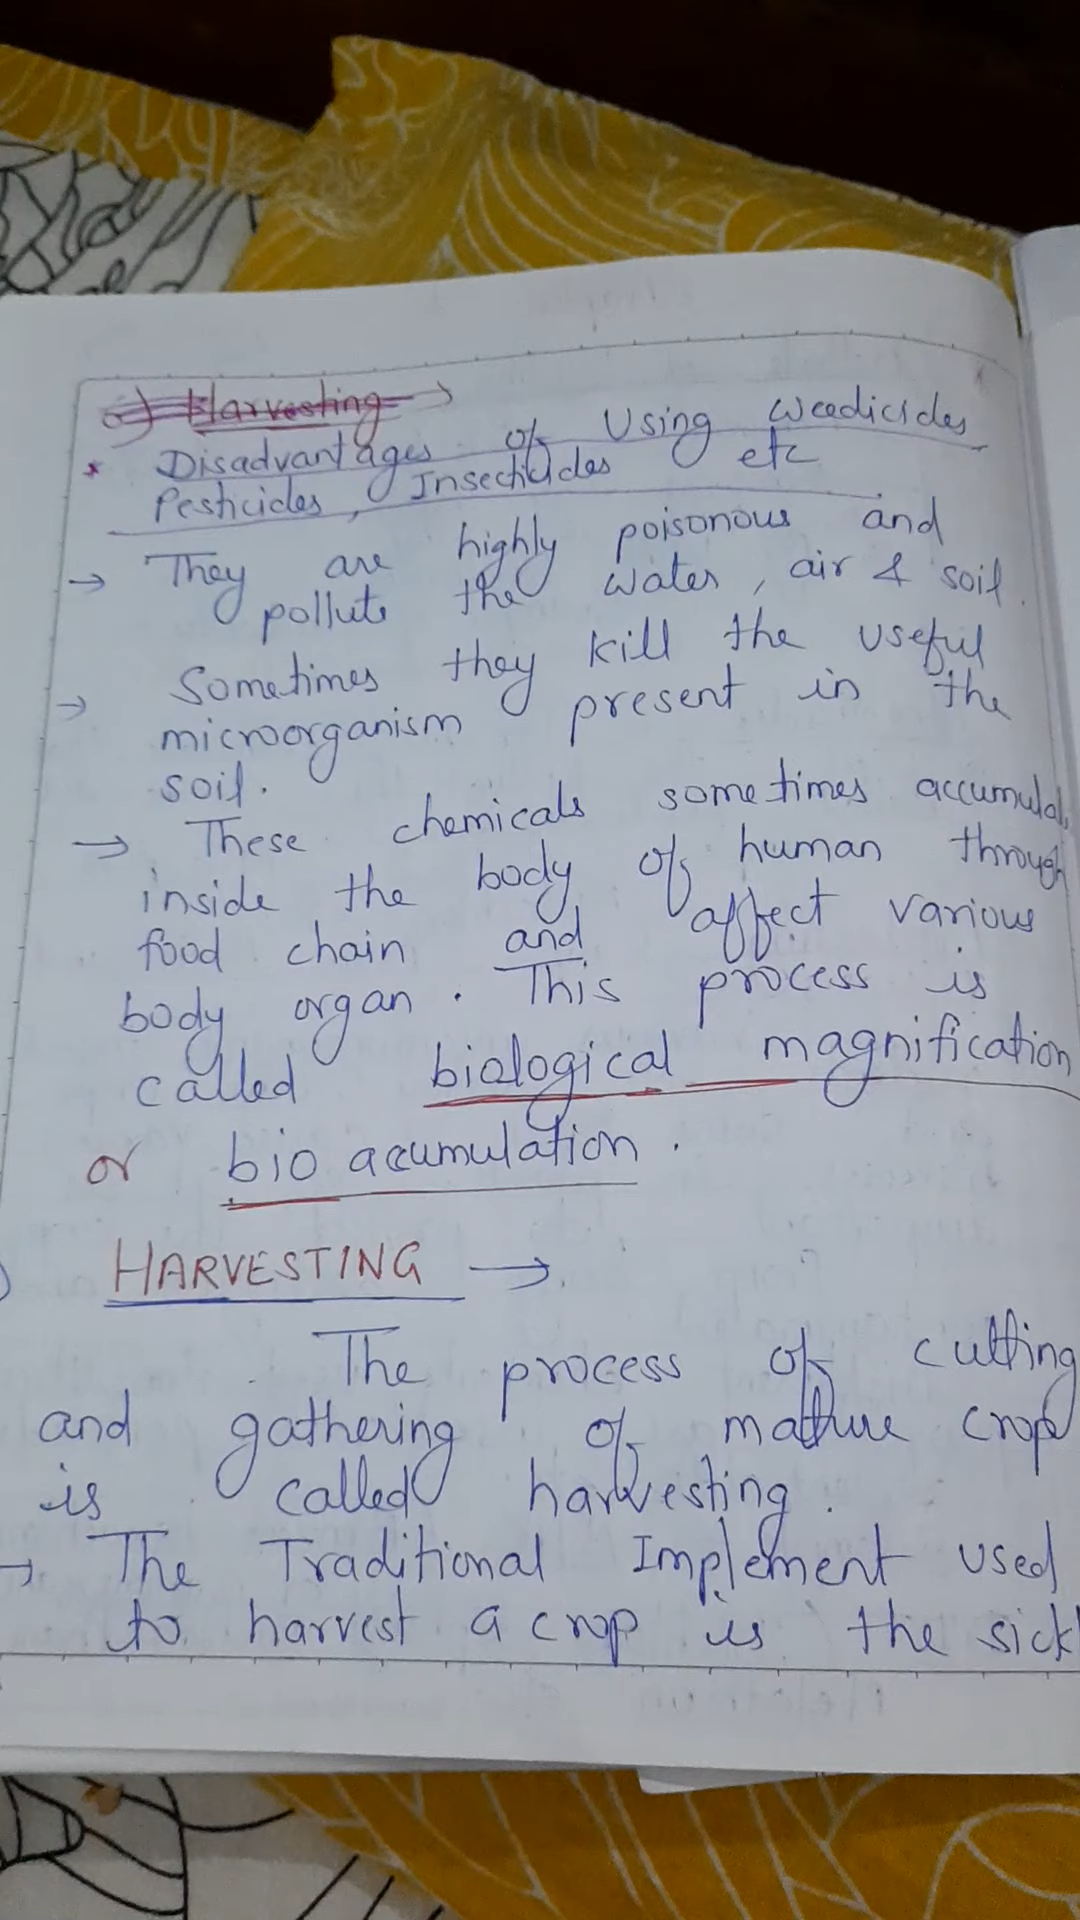 Harvesting →
* Disadvantages of Using Weedicides
Pesticides, Insecticides etc
→ They are highly poisonous and
pollute the water, air & soil.
→ Sometimes they kill the useful
microorganism present in the
soil.
→ These chemicals sometimes accumulat
inside the body of human through
food chain and affect various
body organ. This process is
called biological magnification
or bio acumulation.
HARVESTING →
The process of cutting
and gathering of mature crop
is called harvesting.
→ The Traditional Implement used
to harvest a crop is the sick